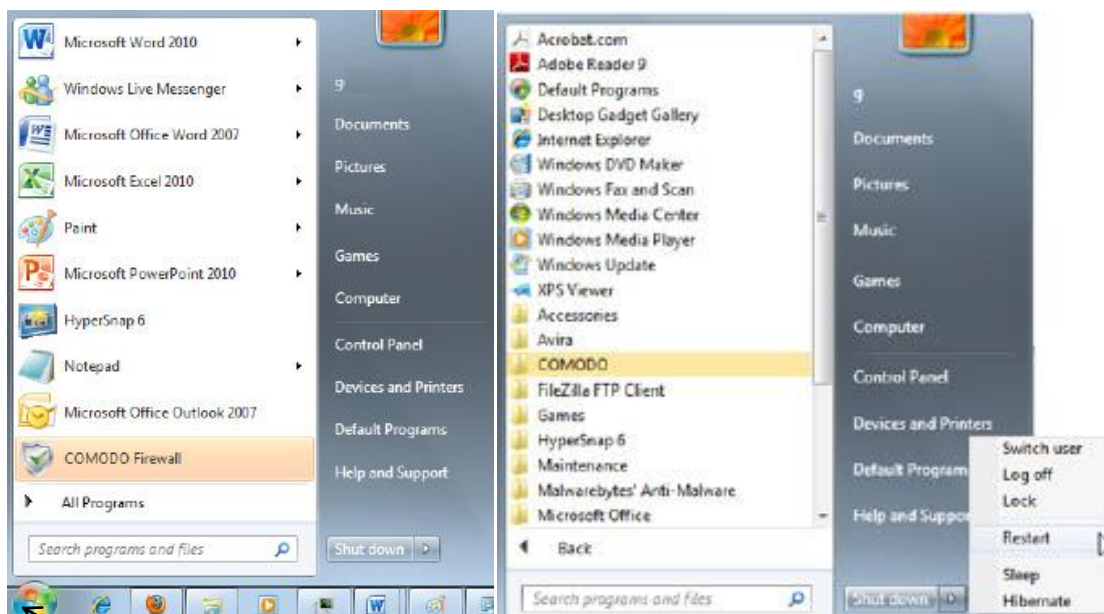 Microsoft Word 2010
Windows Live Messenger
Microsoft Office Word 2007
Microsoft Excel 2010
Paint
Microsoft PowerPoint 2010
HyperSnap 6
Notepad
Microsoft Office Outlook 2007
COMODO Firewall
All Programs
Search programs and files
g
Documents
Pictures
Music
Games
Computer
Control Panel
Devices and Printers
Default Programs
Help and Support
Shut down
Acrobat.com
Adobe Reader 9
Default Programs
Desktop Gadget Gallery
Internet Explorer
Windows DVD Maker
Windows Fax and Scan
Windows Media Center
Windows Media Player
Windows Update
XPS Viewer
Accessories
Avira
COMODO
FileZilla FTP Client
Games
HyperSnap 6
Maintenance
Malwarebytes' Anti-Malware
Microsoft Office
Back
Search programs and files
g
Documents
Pictures
Music
Games
Computer
Control Panel
Devices and Printers
Default Program
Help and Suppor
Shut down
Switch user
Log off
Lock
Restart
Sleep
Hibernate